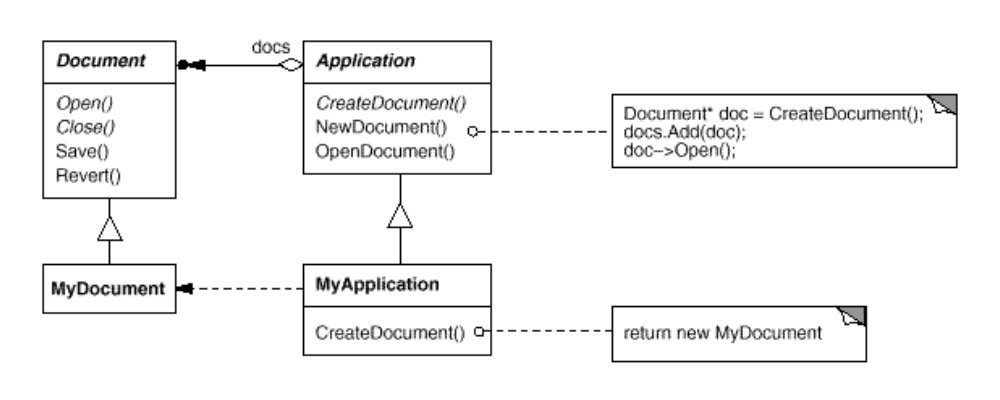 docs
Document
Open()
Close()
Save()
Revert()
Application
CreateDocument()
NewDocument()
OpenDocument()
Document* doc = CreateDocument();
docs.Add(doc);
doc->Open();
MyDocument
MyApplication
CreateDocument()
return new MyDocument